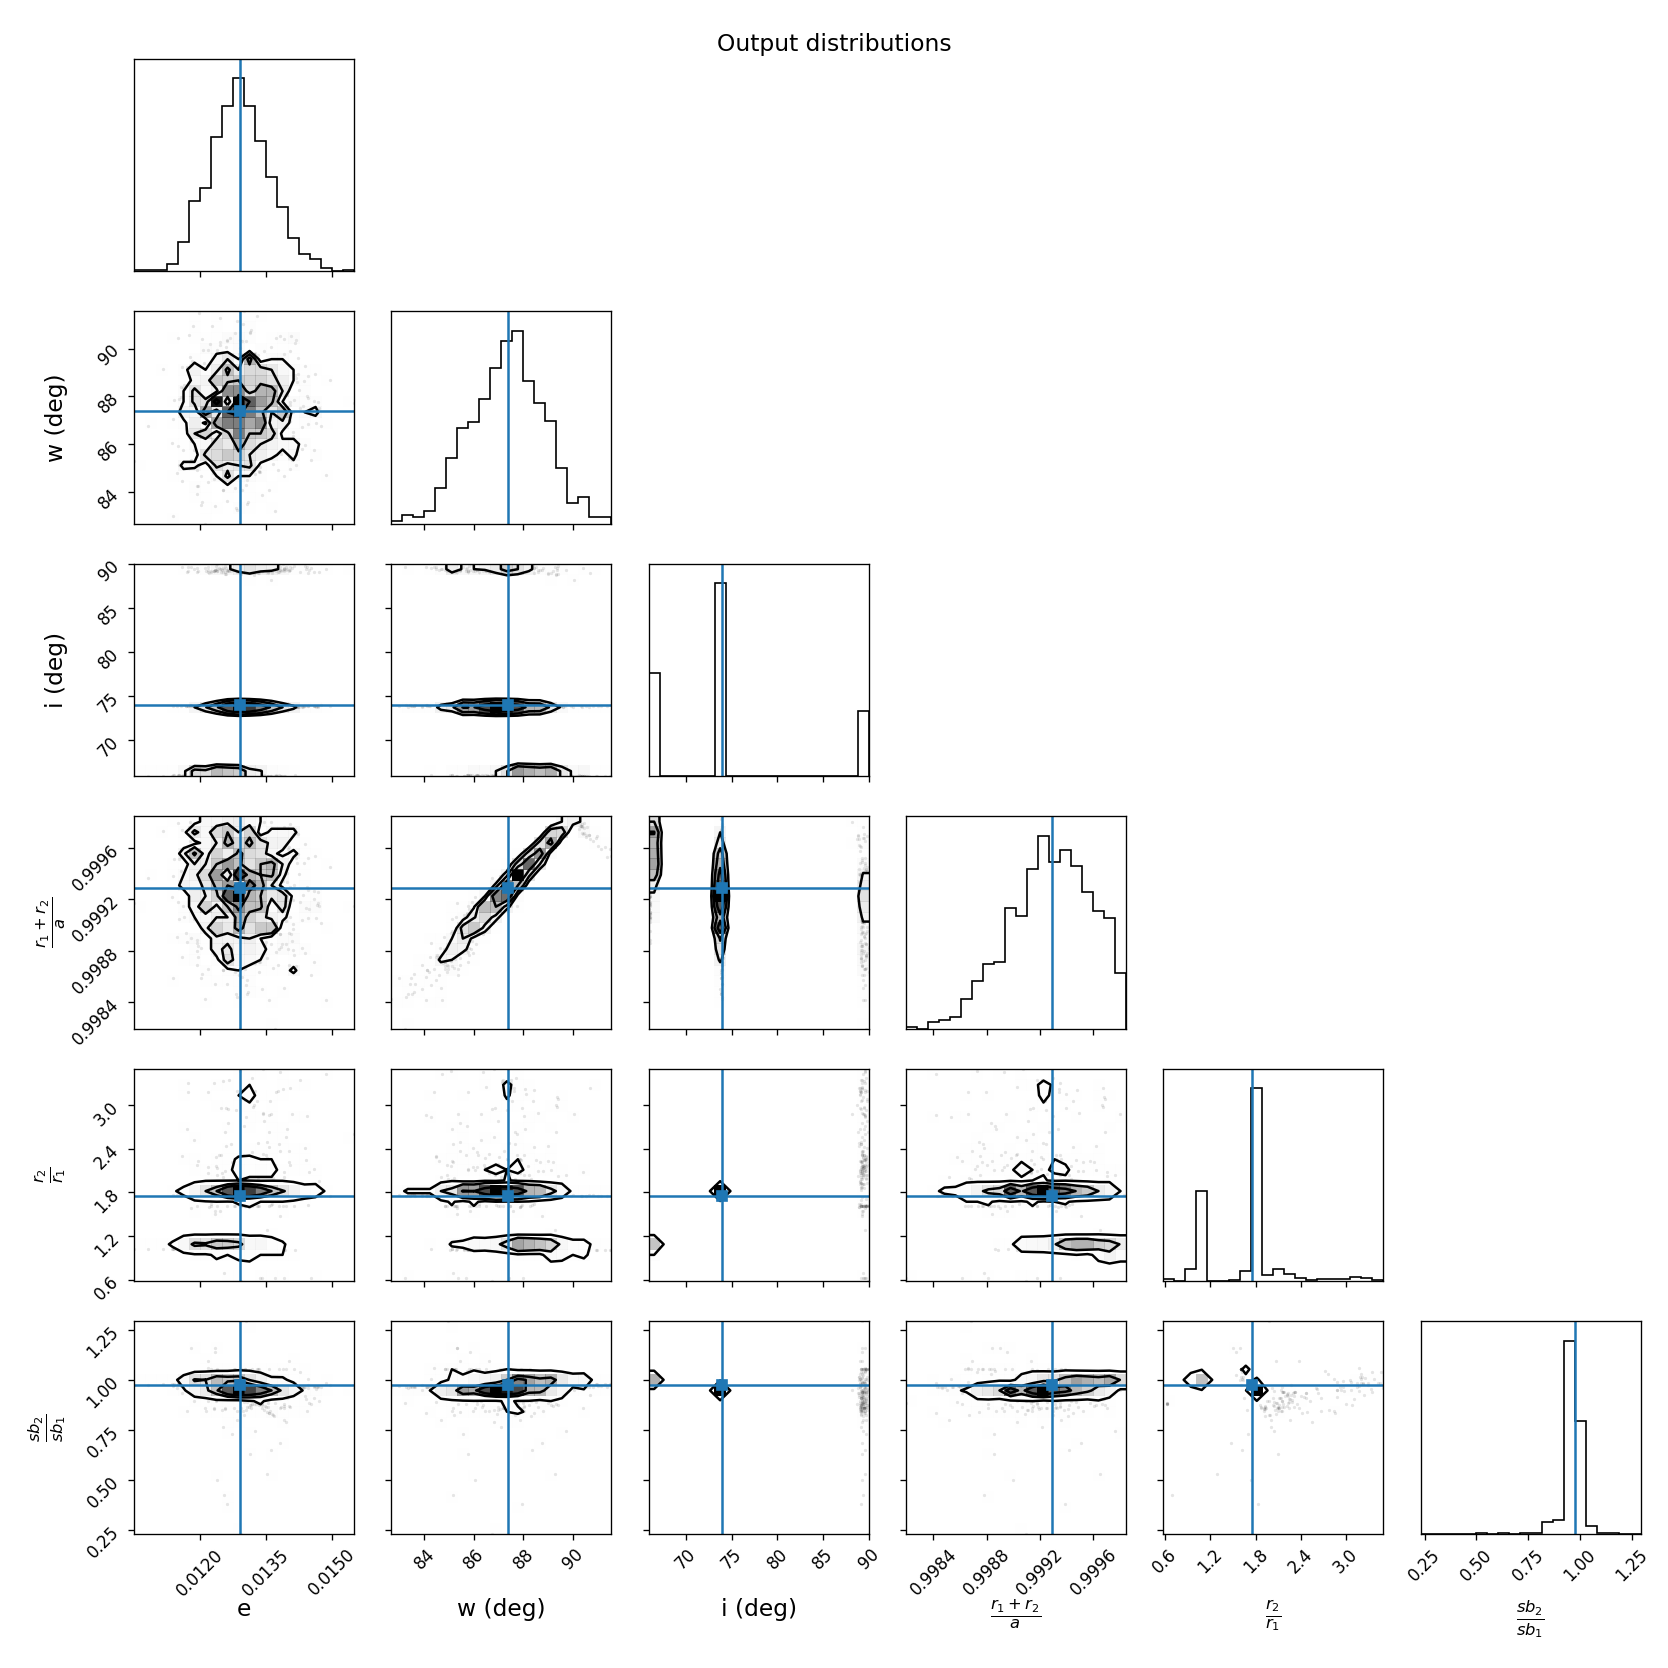 Output distributions
w (deg)
90
88
86
84
i (deg)
90
85
80
75
70
r₁ + r₂
a
0.9996
0.9992
0.9988
0.9984
r₂
r₁
3.0
2.4
1.8
1.2
0.6
sb₂
sb₁
1.25
1.00
0.75
0.50
0.25
0.0120 0.0135 0.0150
84 86 88 90
70 75 80 85 90
0.9984 0.9988 0.9992 0.9996
0.6 1.2 1.8 2.4 3.0
0.25 0.50 0.75 1.00 1.25
e
w (deg)
i (deg)
r₁ + r₂
a
r₂
r₁
sb₂
sb₁